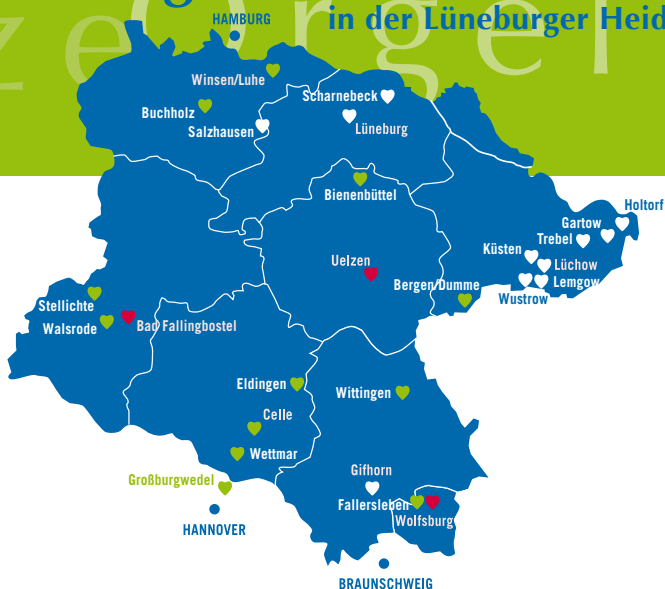 in der Lüneburger Heid
HAMBURG
Winsen/Luhe
Scharnebeck
Buchholz
Salzhausen
Lüneburg
Bienenbüttel
Holtorf
Gartow
Trebel
Küsten
Lüchow
Uelzen
Bergen/Dumme
Lemgow
Wustrow
Stellichte
Walsrode
Bad Fallingbostel
Eldingen
Wittingen
Celle
Wettmar
Gifhorn
Großburgwedel
Fallersleben
Wolfsburg
HANNOVER
BRAUNSCHWEIG